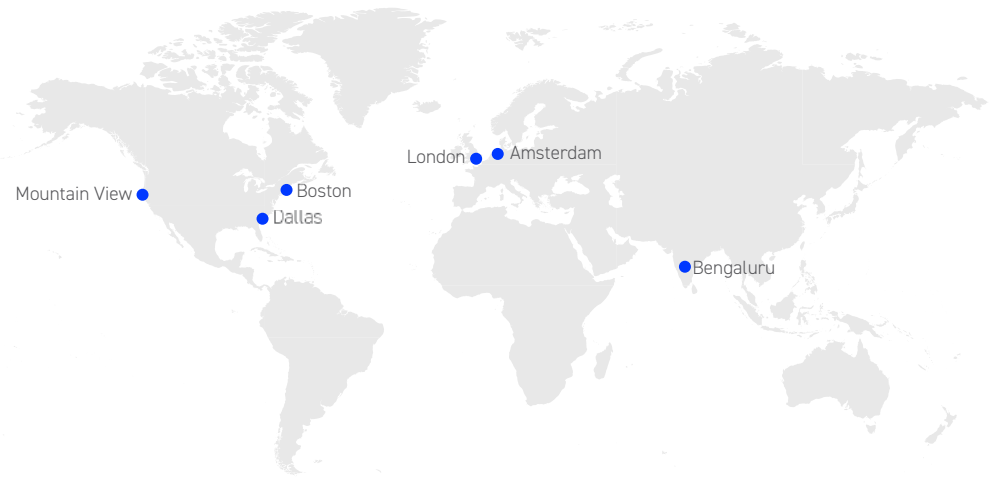 London
Amsterdam
Mountain View
Boston
Dallas
Bengaluru